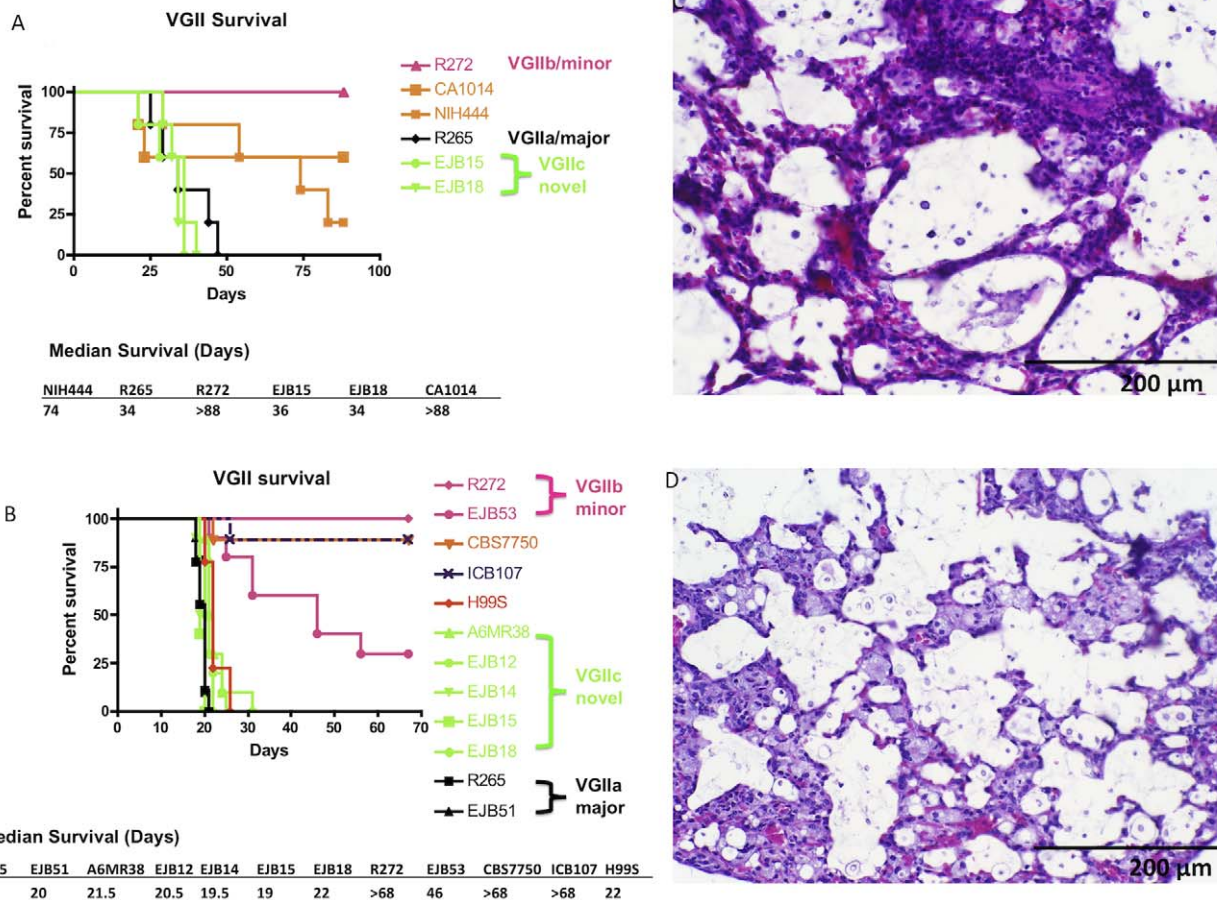 A
VGII Survival
R272 VGIIb/minor
CA1014
NIH444
R265 VGIIa/major
EJB15
EJB18
VGIIc
novel
Percent survival
100
75
50
25
0
0 25 50 75 100
Days
Median Survival (Days)
NIH444 R265 R272 EJB15 EJB18 CA1014
74 34 >88 36 34 >88
200 µm
B
VGII survival
R272
EJB53
VGIIb
minor
CBS7750
ICB107
H99S
A6MR38
EJB12
EJB14
EJB15
EJB18
VGIIc
novel
R265
EJB51
VGIIa
major
Percent survival
100
75
50
25
0
0 10 20 30 40 50 60 70
Days
edian Survival (Days)
5 EJB51 A6MR38 EJB12 EJB14 EJB15 EJB18 R272 EJB53 CBS7750 ICB107 H99S
20 21.5 20.5 19.5 19 22 >68 46 >68 >68 22
D
200 µm